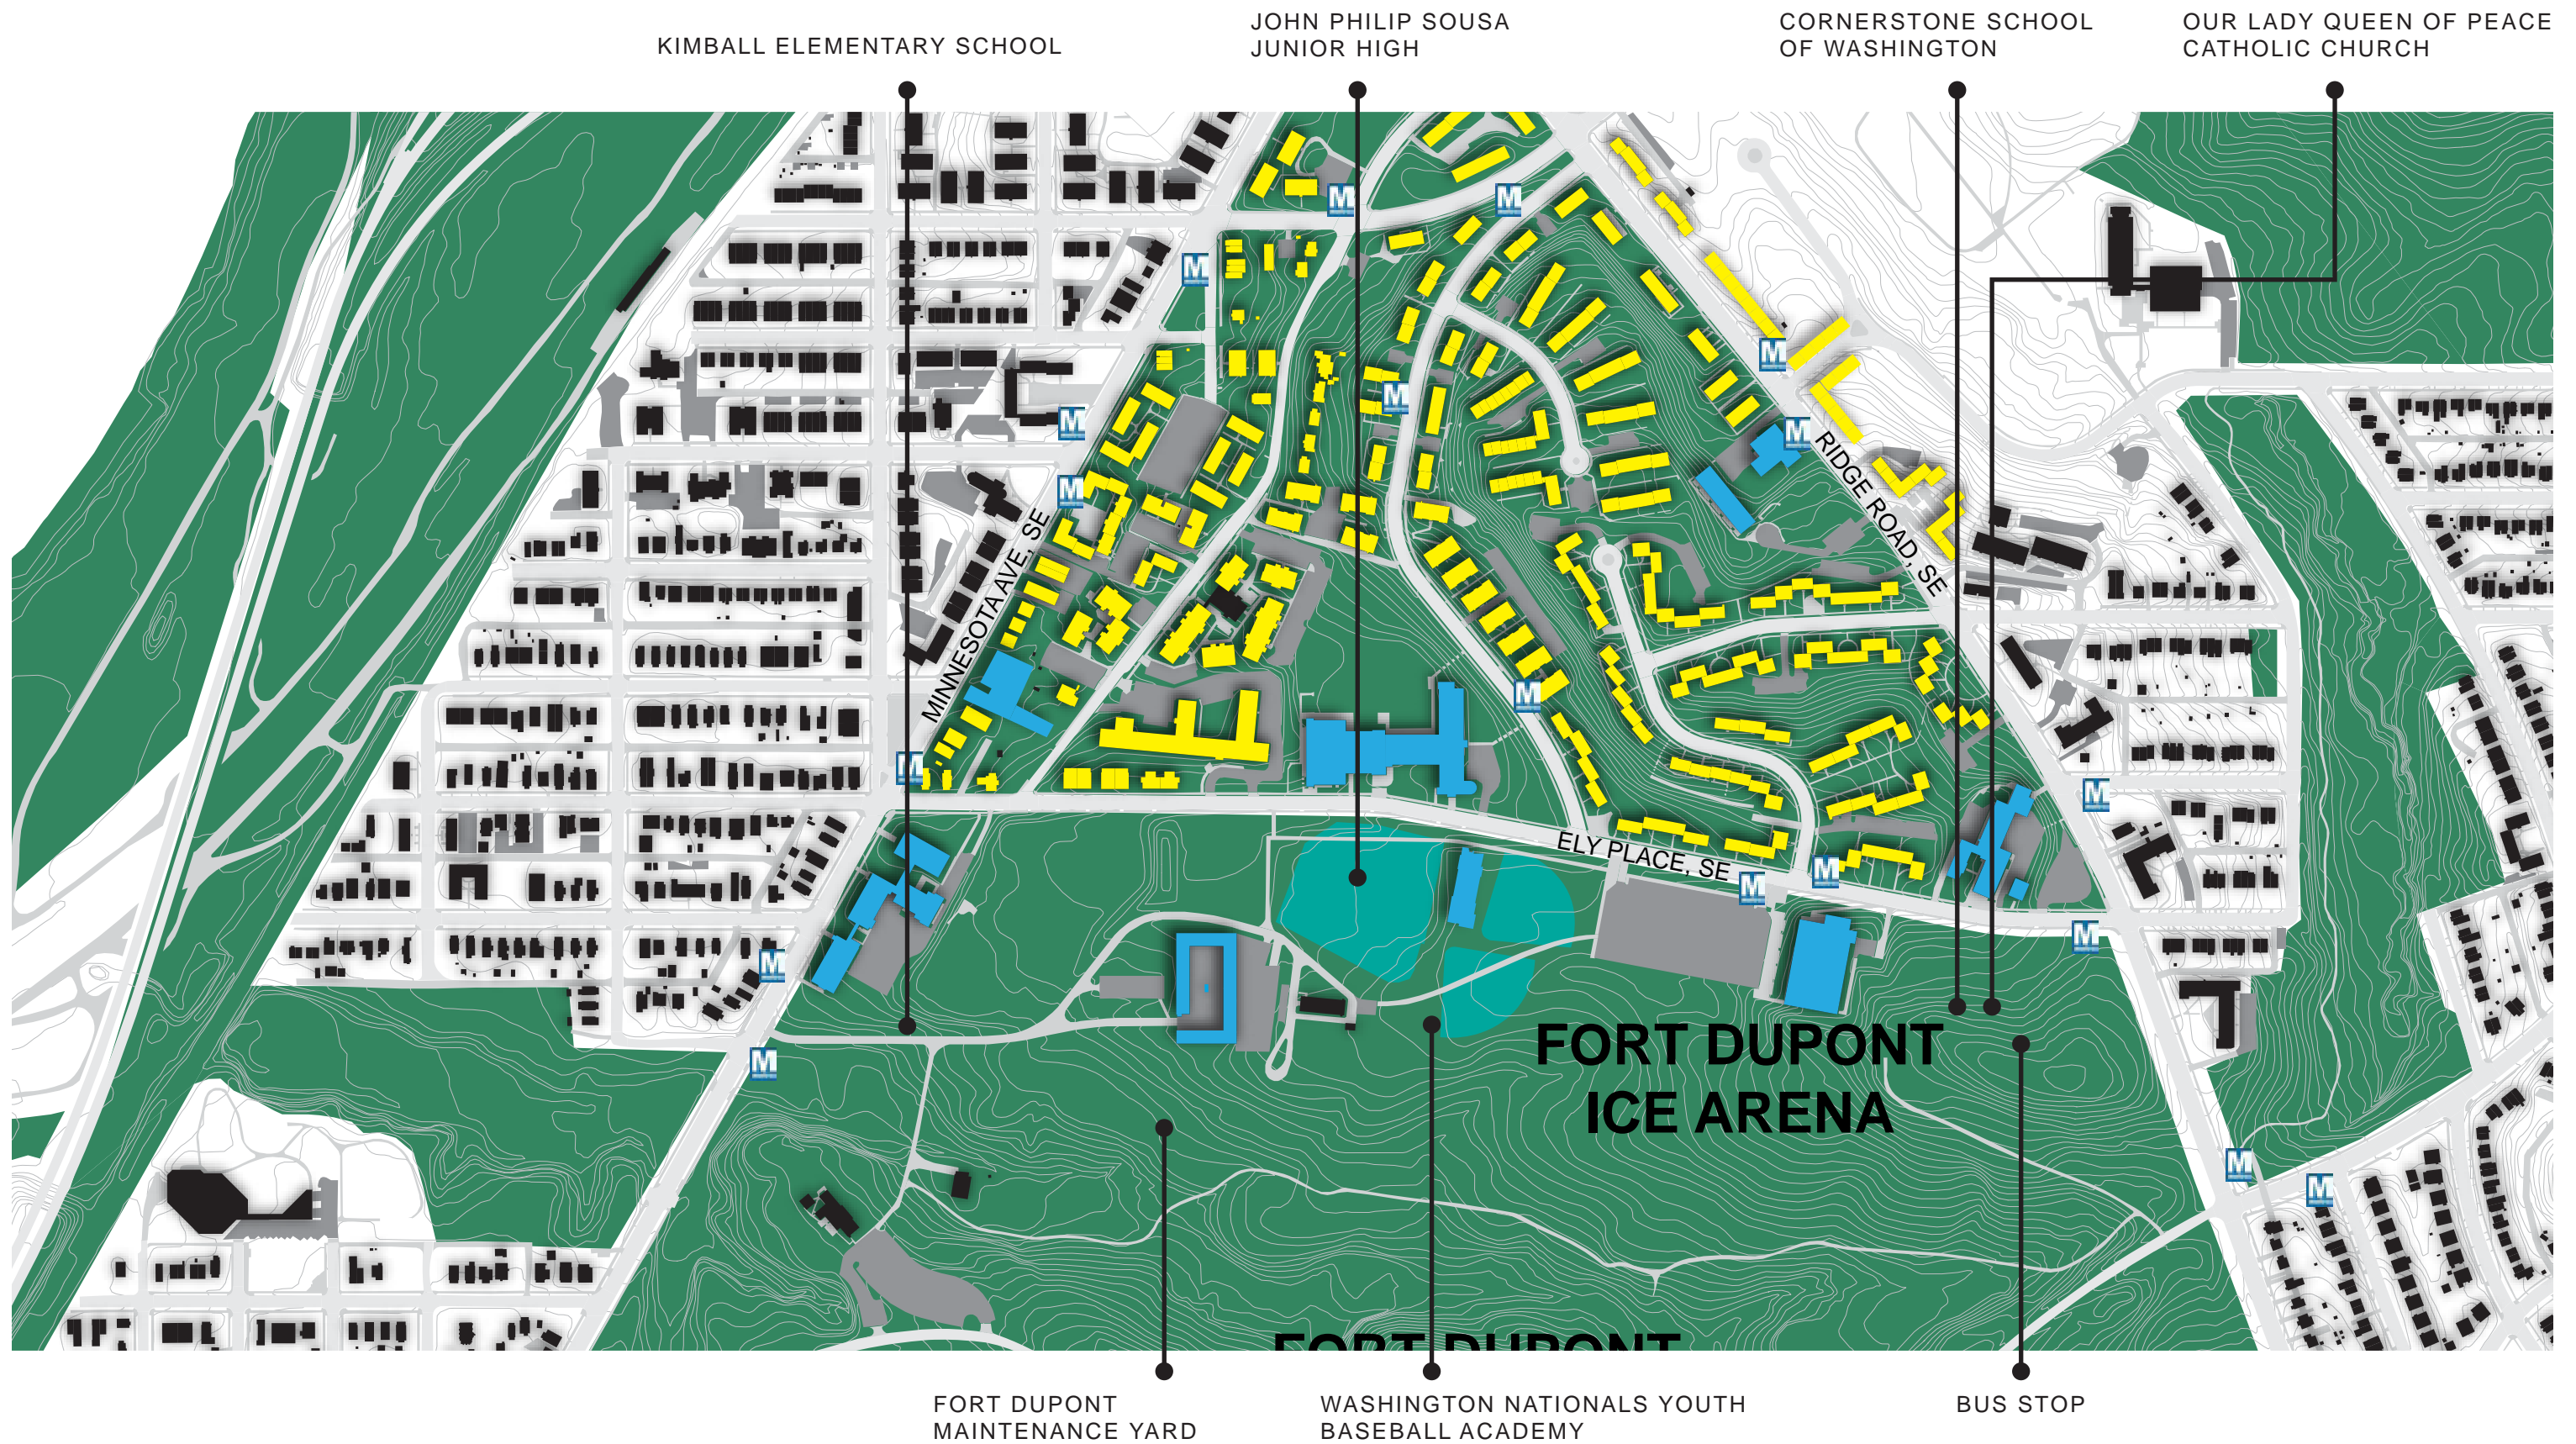 JOHN PHILIP SOUSA
JUNIOR HIGH
CORNERSTONE SCHOOL
OF WASHINGTON
OUR LADY QUEEN OF PEACE
CATHOLIC CHURCH
KIMBALL ELEMENTARY SCHOOL
M
M
M
M
M
M
M
M
RIDGE ROAD, SE
M
MINNESOTA AVE, SE
M
M
M
ELY PLACE, SE
M
M
M
M
M
FORT DUPONT
ICE ARENA
M
M
FORT DUPONT
FORT DUPONT
MAINTENANCE YARD
WASHINGTON NATIONALS YOUTH
BASEBALL ACADEMY
BUS STOP